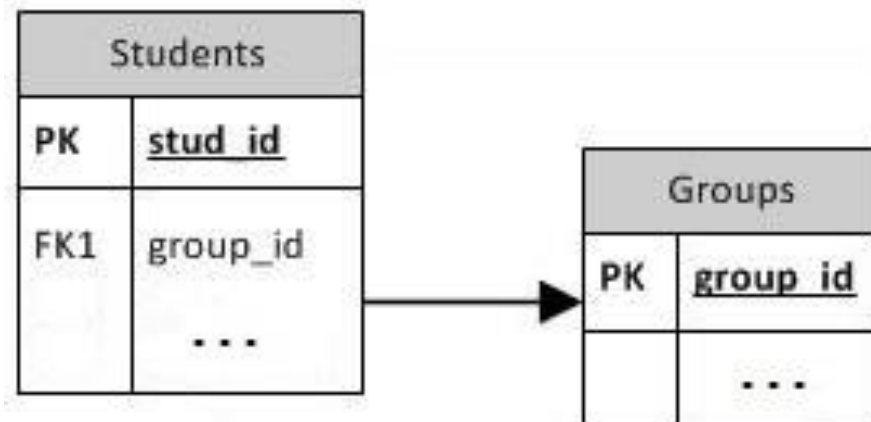 Students
PK stud_id
FK1 group_id
...
Groups
PK group_id
...